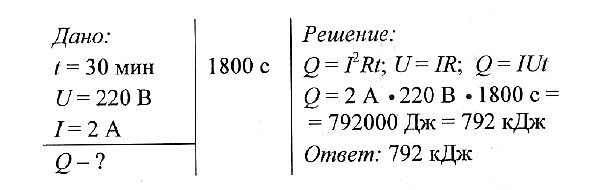 Дано:
t = 30 мин
U = 220 В
I = 2 А
Q – ?
1800 с
Решение:
Q = I²Rt; U = IR; Q = IUt
Q = 2 А • 220 В • 1800 с =
= 792000 Дж = 792 кДж
Ответ: 792 кДж